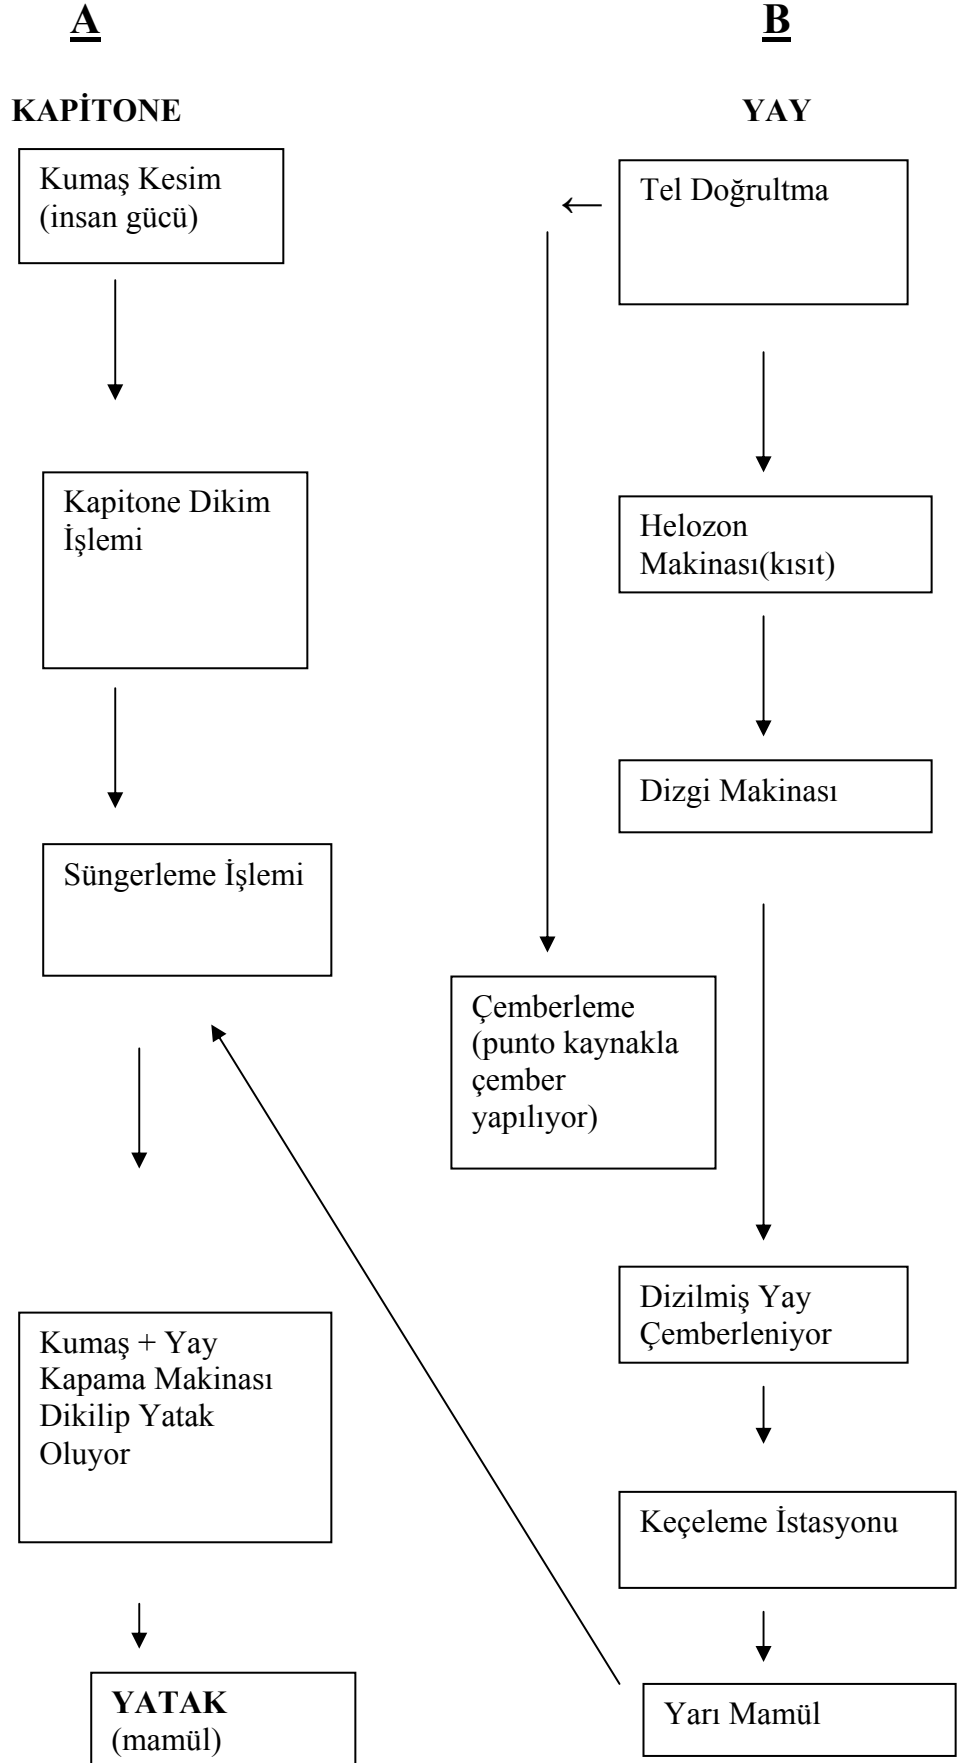 A
KAPİTONE
Kumaş Kesim
(insan gücü)
Kapitone Dikim
İşlemi
Süngerleme İşlemi
Kumaş + Yay
Kapama Makinası
Dikilip Yatak
Oluyor
YATAK
(mamül)
B
YAY
Tel Doğrultma
Helozon
Makinası(kısıt)
Dizgi Makinası
Çemberleme
(punto kaynakla
çember
yapılıyor)
Dizilmiş Yay
Çemberleniyor
Keçeleme İstasyonu
Yarı Mamül